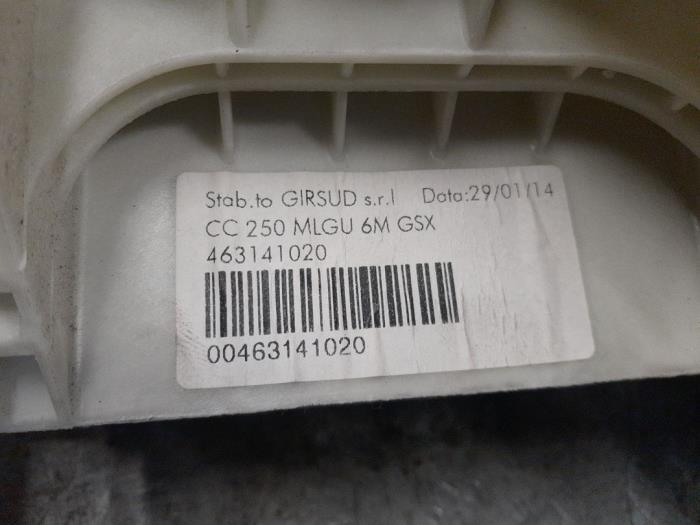 Stab.to GIRSUD s.r.l Data:29/01/14
CC 250 MLGU 6M GSX
463141020
00463141020